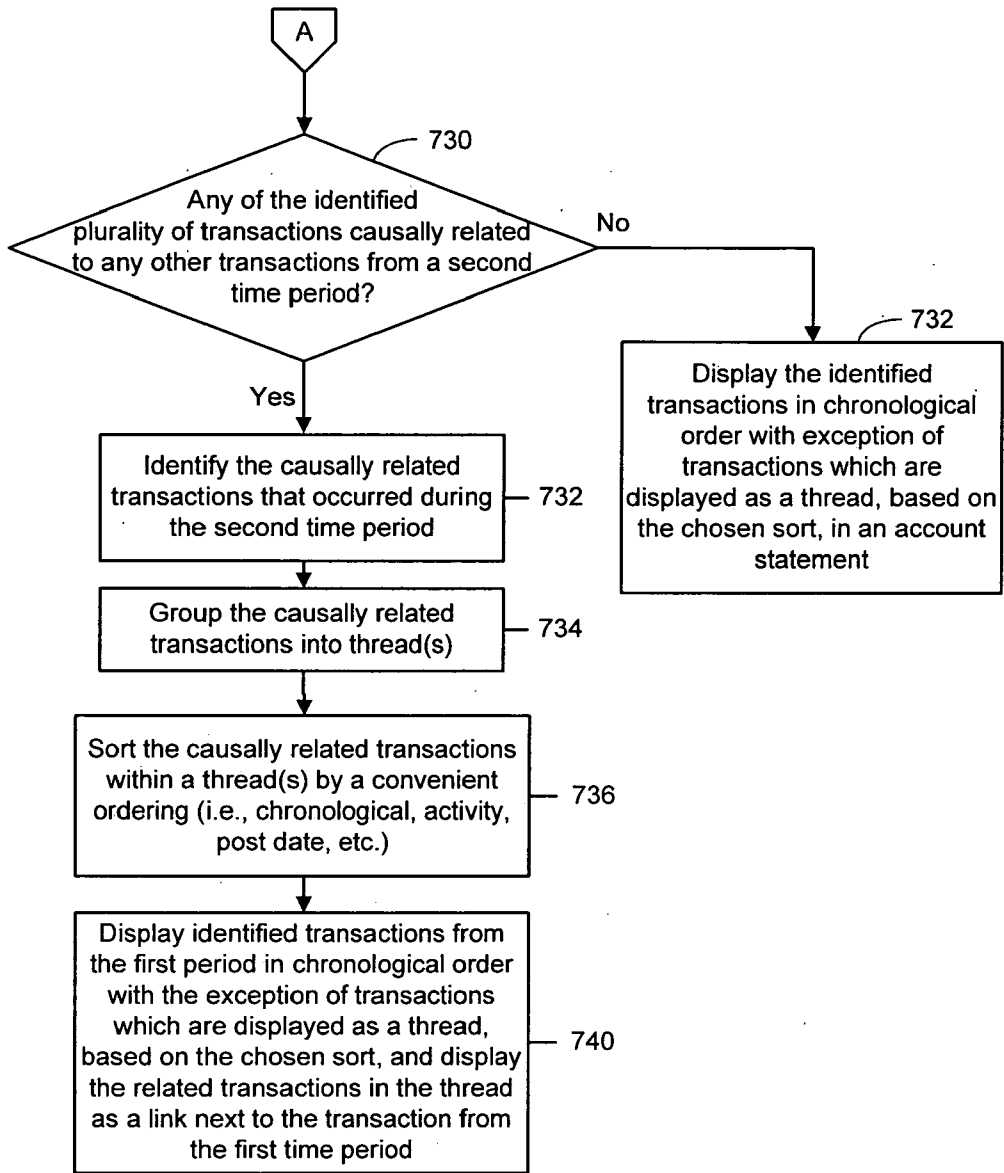 A
730
Any of the identified
plurality of transactions causally related
to any other transactions from a second
time period?
No
Yes
732
Display the identified
transactions in chronological
order with exception of
transactions which are
displayed as a thread, based on
the chosen sort, in an account
statement
Identify the causally related
transactions that occurred during
the second time period
732
Group the causally related
transactions into thread(s)
734
Sort the causally related transactions
within a thread(s) by a convenient
ordering (i.e., chronological, activity,
post date, etc.)
736
Display identified transactions from
the first period in chronological order
with the exception of transactions
which are displayed as a thread,
based on the chosen sort, and display
the related transactions in the thread
as a link next to the transaction from
the first time period
740